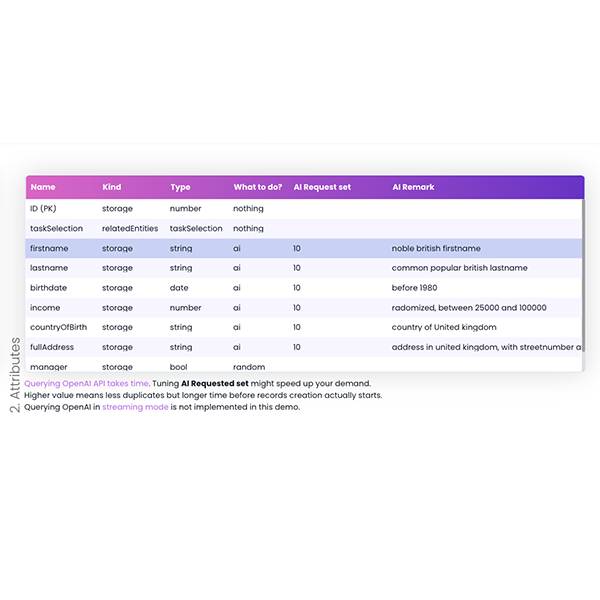 Name Kind Type What to do? AI Request set AI Remark
ID (PK) storage number nothing
taskSelection relatedEntities taskSelection nothing
firstname storage string ai 10 noble british firstname
lastname storage string ai 10 common popular british lastname
birthdate storage date ai 10 before 1980
income storage number ai 10 radomized, between 25000 and 100000
countryOfBirth storage string ai 10 country of United kingdom
fullAddress storage string ai 10 address in united kingdom, with streetnumber a
manager storage bool random
2. Attributes
Querying OpenAI API takes time. Tuning AI Requested set might speed up your demand.
Higher value means less duplicates but longer time before records creation actually starts.
Querying OpenAI in streaming mode is not implemented in this demo.